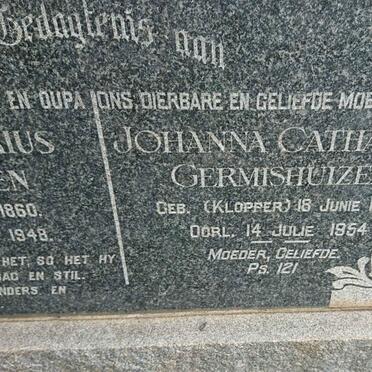 Gedagtenis aan
EN OUPA
IUS
EN
1860.
1948.
HET, SO HET HY
EN STIL.
NDERS EN
ONS DIERBARE EN GELIEFDE MOE
JOHANNA CATHA
GERMISHUIZE
GEB. (KLOPPER) 18 JUNIE 1
OORL. 14 JULIE 1954
MOEDER, GELIEFDE.
PS. 121